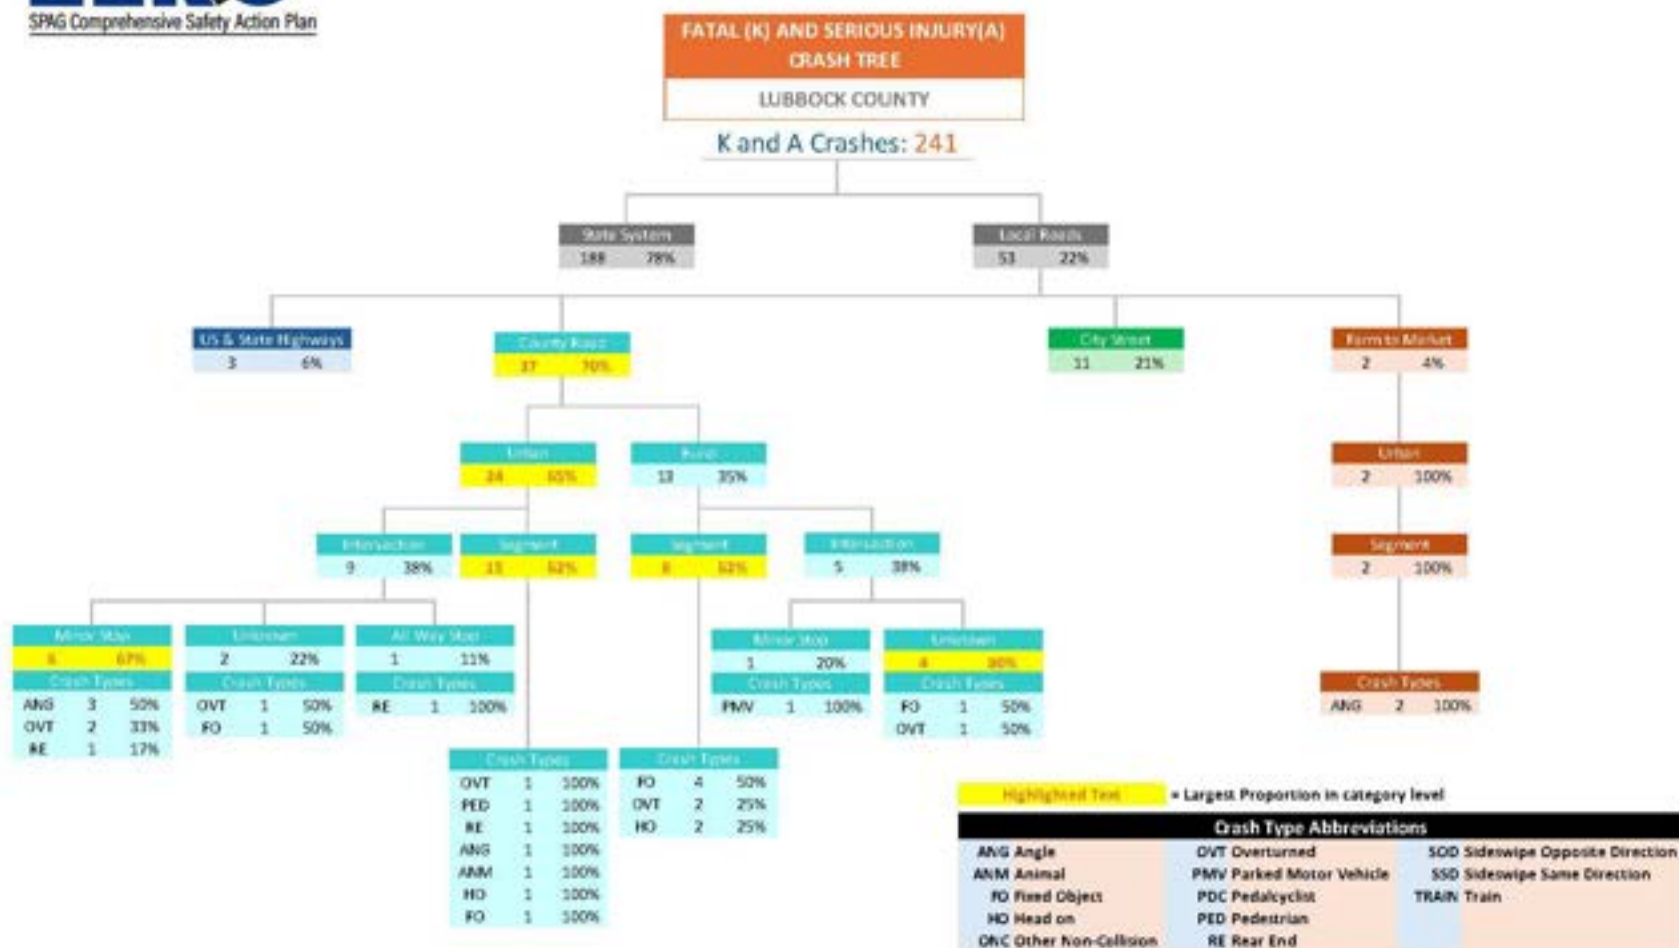 SPAG Comprehensive Safety Action Plan
FATAL (K) AND SERIOUS INJURY(A)
CRASH TREE
LUBBOCK COUNTY
K and A Crashes: 241
State System
188 78%
Local Roads
53 22%
US & State Highways
3 6%
County Road
37 70%
City Street
11 21%
Farm to Market
2 4%
Urban
24 65%
Rural
13 35%
Urban
2 100%
Intersection
9 38%
Segment
15
Segment
8
Intersection
5 38%
Segment
2 100%
Minor Stop
6 67%
Crash Types
ANG 3 50%
OVT 2 33%
RE 1 17%
Unknown
2 22%
Crash Types
OVT 1 50%
FO 1 50%
All Way Stop
1 11%
Crash Types
RE 1 100%
Minor Stop
1 20%
Crash Types
PMV 1 100%
Unknown
4 80%
Crash Types
FO 1 50%
OVT 1 50%
Crash Types
ANG 2 100%
Crash Types
OVT 1 100%
PED 1 100%
RE 1 100%
ANG 1 100%
ANM 1 100%
HO 1 100%
FO 1 100%
Crash Types
FO 4 50%
OVT 2 25%
HO 2 25%
Highlighted Text = Largest Proportion in category level
Crash Type Abbreviations
ANG Angle OVT Overturned SOD Sideswipe Opposite Direction
ANM Animal PMV Parked Motor Vehicle SSD Sideswipe Same Direction
FO Fixed Object PDC Pedalcyclist TRAIN Train
HO Head on PED Pedestrian
ONC Other Non-Collision RE Rear End